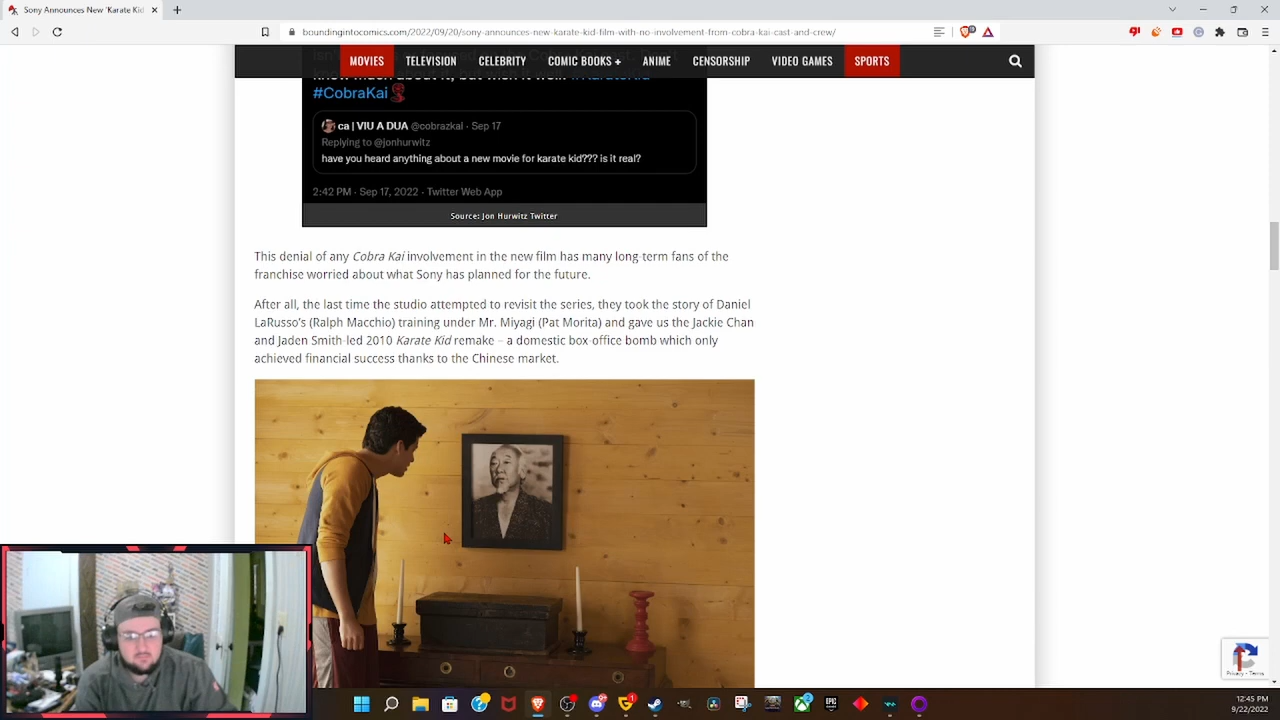 Sony Announces New 'Karate Kid
boundingintocomics.com/2022/09/20/sony-announces-new-karate-kid-film-with-no-involvement-from-cobra-kai-cast-and-crew/
MOVIES TELEVISION CELEBRITY COMIC BOOKS + ANIME CENSORSHIP VIDEO GAMES SPORTS
#CobraKai
ca | VIU A DUA @cobrazkai · Sep 17
Replying to @jonhurwitz
have you heard anything about a new movie for karate kid??? is it real?
2:42 PM · Sep 17, 2022 · Twitter Web App
Source: Jon Hurwitz Twitter
This denial of any Cobra Kai involvement in the new film has many long-term fans of the
franchise worried about what Sony has planned for the future.
After all, the last time the studio attempted to revisit the series, they took the story of Daniel
LaRusso's (Ralph Macchio) training under Mr. Miyagi (Pat Morita) and gave us the Jackie Chan
and Jaden Smith-led 2010 Karate Kid remake – a domestic box-office bomb which only
achieved financial success thanks to the Chinese market.
Privacy - Terms
12:45 PM
9/22/2022